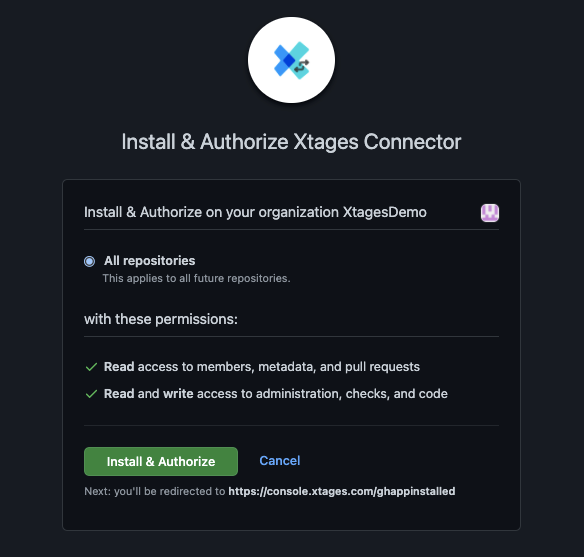 Install & Authorize Xtages Connector
Install & Authorize on your organization XtagesDemo
All repositories
This applies to all future repositories.
with these permissions:
Read access to members, metadata, and pull requests
Read and write access to administration, checks, and code
Install & Authorize
Cancel
Next: you'll be redirected to https://console.xtages.com/ghappinstalled